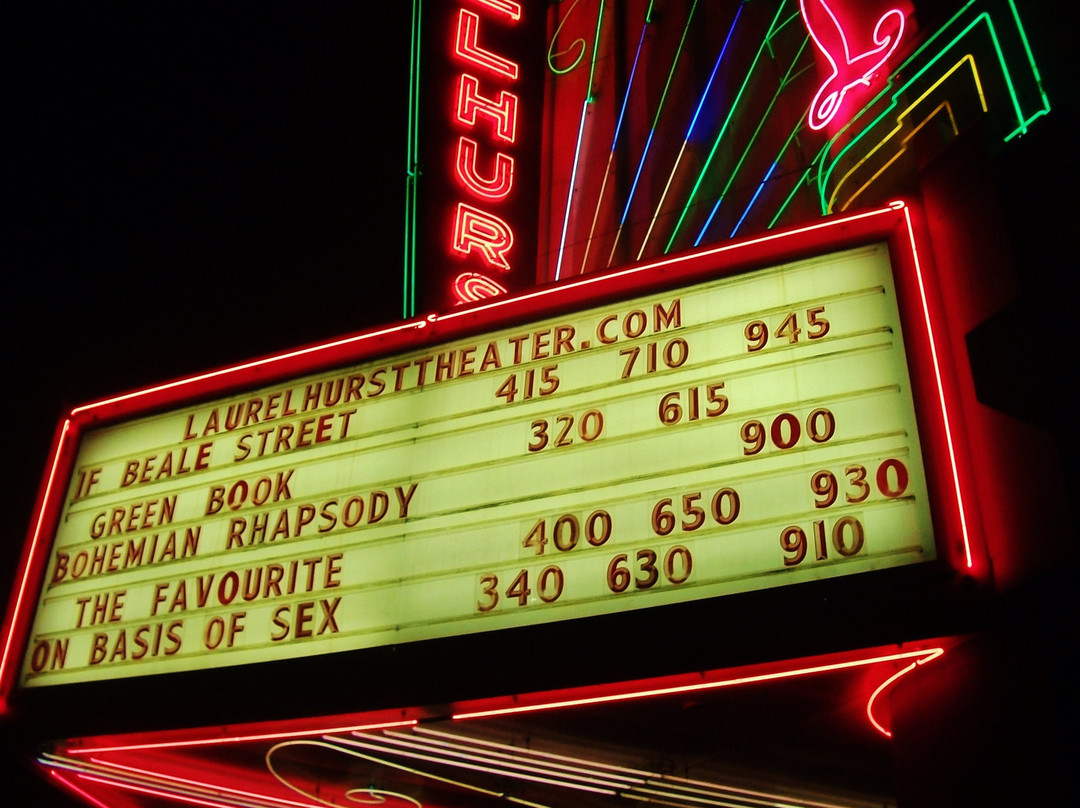 LHURS
LAURELHURSTTHEATER.COM
IF BEALE STREET 415 710 945
GREEN BOOK 320 615
BOHEMIAN RHAPSODY 900
THE FAVOURITE 400 650 930
ON BASIS OF SEX 340 630 910